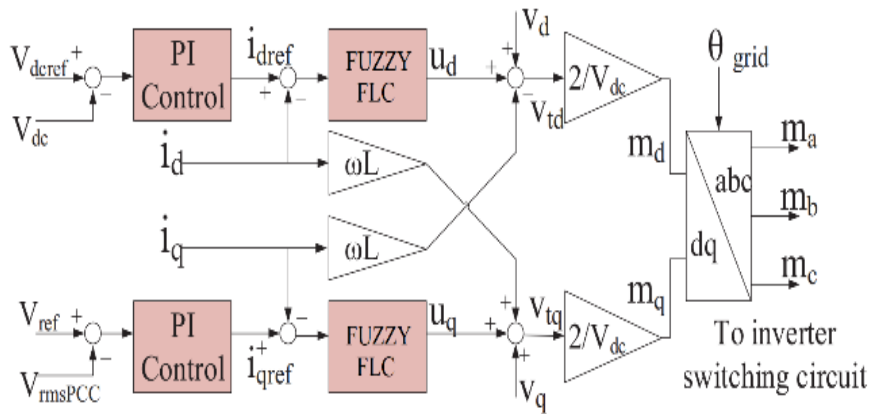 V_dcref + − V_dc
PI Control
i_dref + −
FUZZY FLC
u_d + + −
v_d
v_td
2/V_dc
m_d
θ_grid
i_d
ωL
i_q
ωL
abc
dq
m_a
m_b
m_c
V_ref + − V_rmsPCC
PI Control
− + i_qref
FUZZY FLC
u_q + + +
v_tq
v_q
2/V_dc
m_q
To inverter
switching circuit